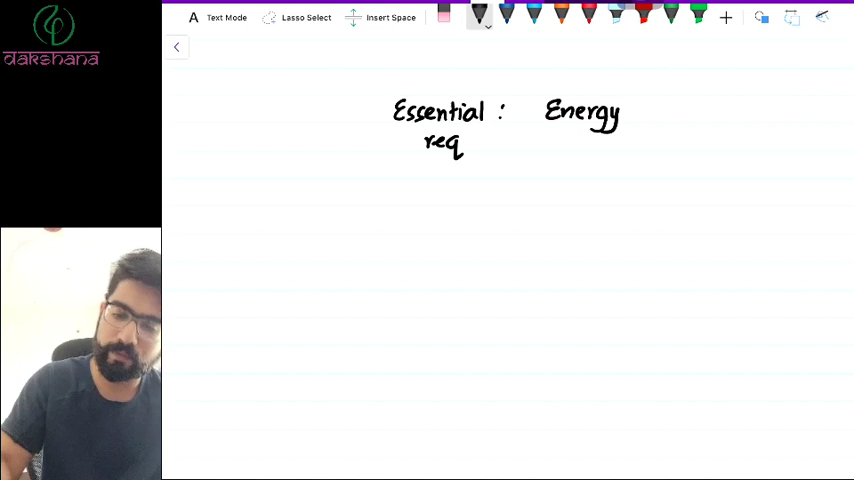 dakshana
A Text Mode
Lasso Select
Insert Space
Essential : Energy
req